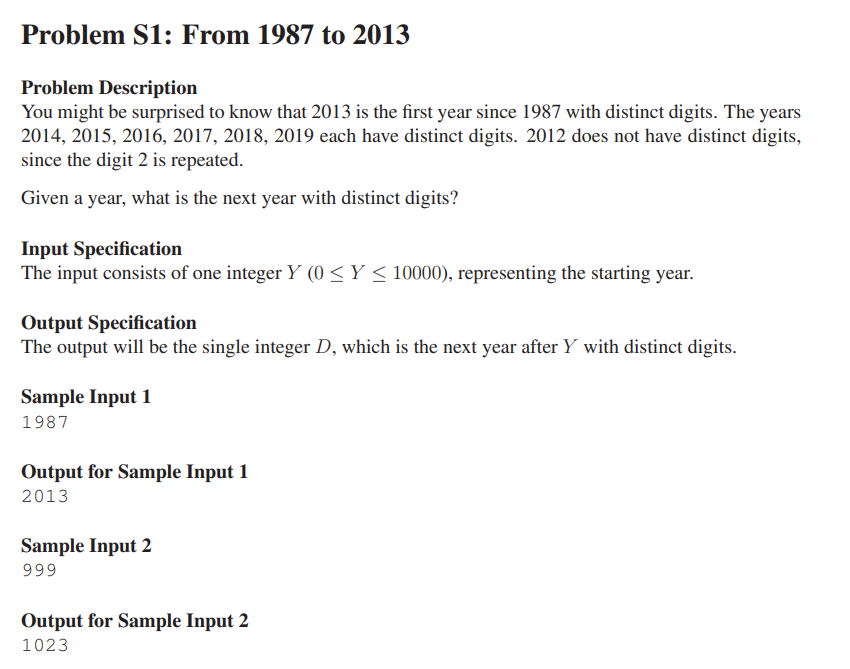 Problem S1: From 1987 to 2013
Problem Description
You might be surprised to know that 2013 is the first year since 1987 with distinct digits. The years
2014, 2015, 2016, 2017, 2018, 2019 each have distinct digits. 2012 does not have distinct digits,
since the digit 2 is repeated.
Given a year, what is the next year with distinct digits?
Input Specification
The input consists of one integer Y (0 ≤ Y ≤ 10000), representing the starting year.
Output Specification
The output will be the single integer D, which is the next year after Y with distinct digits.
Sample Input 1
1987
Output for Sample Input 1
2013
Sample Input 2
999
Output for Sample Input 2
1023